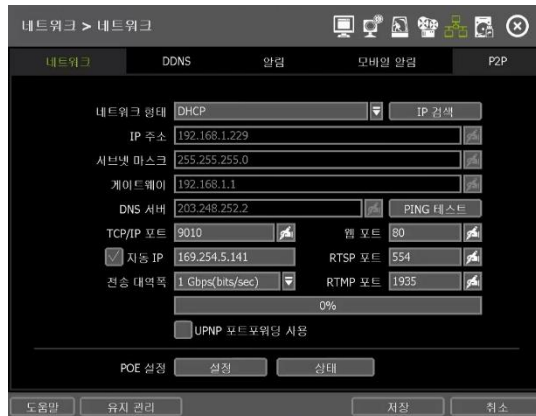 네트워크 > 네트워크
네트워크 DDNS 알림 모바일 알림 P2P
네트워크 형태 DHCP IP 검색
IP 주소 192.168.1.229
서브넷 마스크 255.255.255.0
게이트웨이 192.168.1.1
DNS 서버 203.248.252.2 PING 테스트
TCP/IP 포트 9010 웹 포트 80
자동 IP 169.254.5.141 RTSP 포트 554
전송 대역폭 1 Gbps(bits/sec) RTMP 포트 1935
0%
UPNP 포트포워딩 사용
POE 설정 설정 상태
도움말 유지 관리 저장 취소